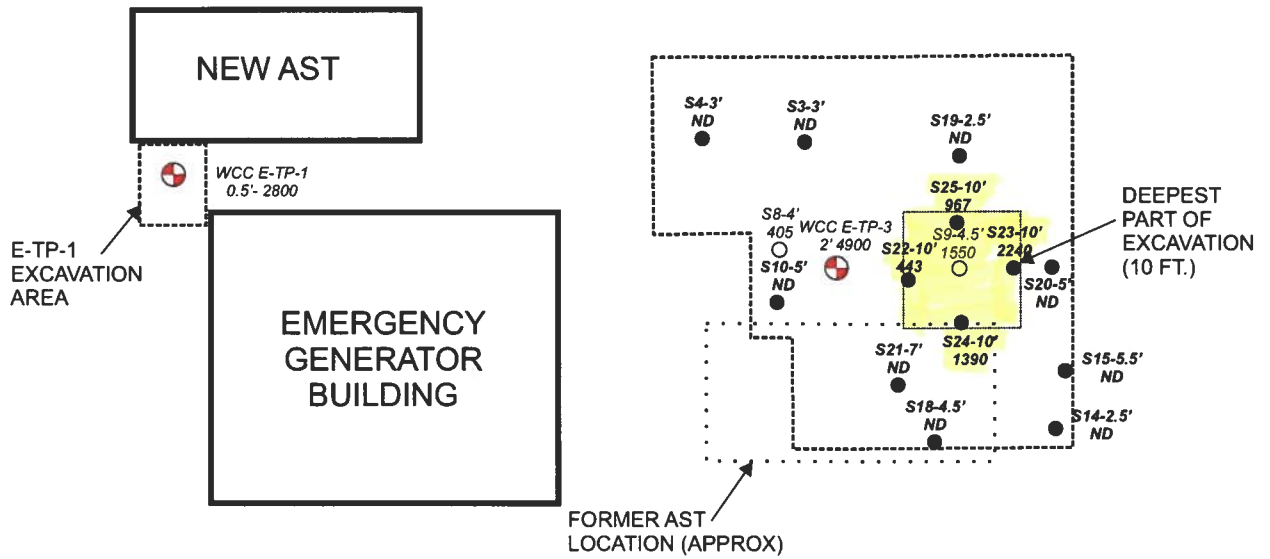 NEW AST
WCC E-TP-1
0.5'- 2800
E-TP-1
EXCAVATION
AREA
EMERGENCY
GENERATOR
BUILDING
S4-3'
ND
S3-3'
ND
S19-2.5'
ND
S25-10'
967
S8-4'
405
WCC E-TP-3
2' 4900
S9-4.5'
1550
S23-10'
2240
S22-10'
443
S10-5'
ND
S20-5'
ND
DEEPEST
PART OF
EXCAVATION
(10 FT.)
S24-10'
1390
S21-7'
ND
S15-5.5'
ND
S18-4.5'
ND
S14-2.5'
ND
FORMER AST
LOCATION (APPROX)